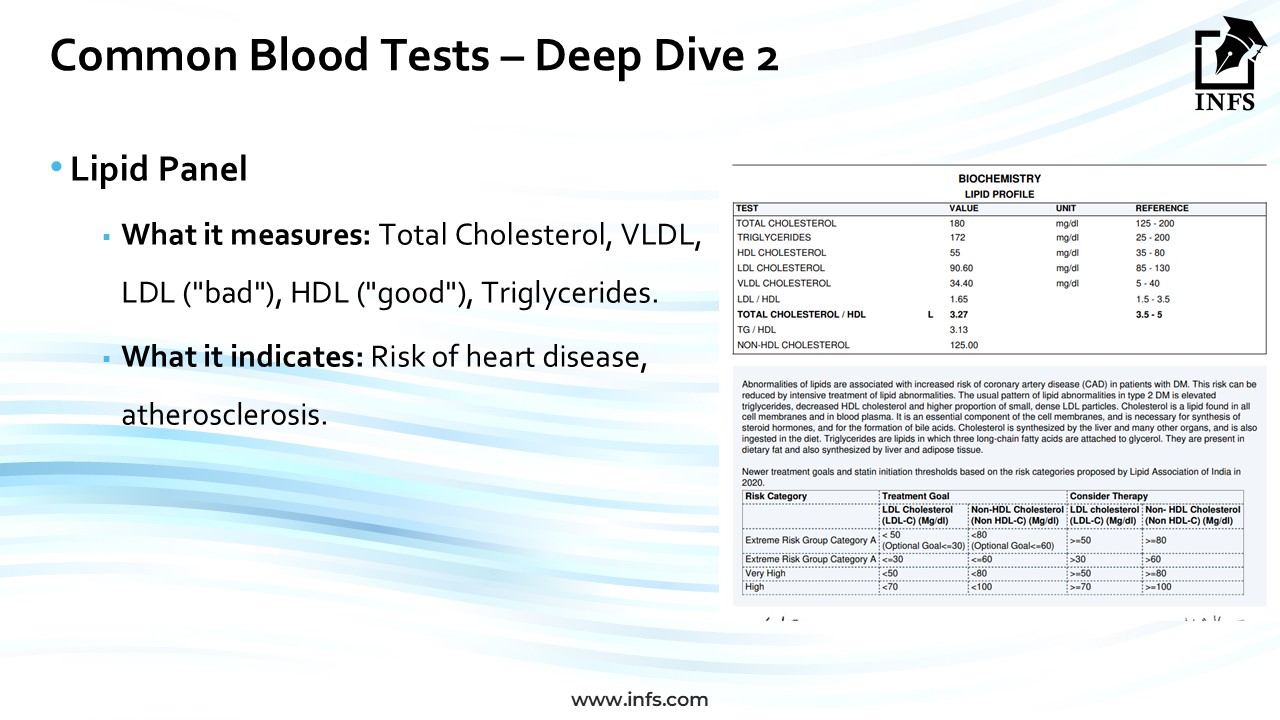 Common Blood Tests – Deep Dive 2
INFS
• Lipid Panel
▪ What it measures: Total Cholesterol, VLDL,
LDL ("bad"), HDL ("good"), Triglycerides.
▪ What it indicates: Risk of heart disease,
atherosclerosis.
BIOCHEMISTRY
LIPID PROFILE
TEST VALUE UNIT REFERENCE
TOTAL CHOLESTEROL 180 mg/dl 125 - 200
TRIGLYCERIDES 172 mg/dl 25 - 200
HDL CHOLESTEROL 55 mg/dl 35 - 80
LDL CHOLESTEROL 90.60 mg/dl 85 - 130
VLDL CHOLESTEROL 34.40 mg/dl 5 - 40
LDL / HDL 1.65 1.5 - 3.5
TOTAL CHOLESTEROL / HDL L 3.27 3.5 - 5
TG / HDL 3.13
NON-HDL CHOLESTEROL 125.00
Abnormalities of lipids are associated with increased risk of coronary artery disease (CAD) in patients with DM. This risk can be
reduced by intensive treatment of lipid abnormalities. The usual pattern of lipid abnormalities in type 2 DM is elevated
triglycerides, decreased HDL cholesterol and higher proportion of small, dense LDL particles. Cholesterol is a lipid found in all
cell membranes and in blood plasma. It is an essential component of the cell membranes, and is necessary for synthesis of
steroid hormones, and for the formation of bile acids. Cholesterol is synthesized by the liver and many other organs, and is also
ingested in the diet. Triglycerides are lipids in which three long-chain fatty acids are attached to glycerol. They are present in
dietary fat and also synthesized by liver and adipose tissue.
Newer treatment goals and statin initiation thresholds based on the risk categories proposed by Lipid Association of India in
2020.
Risk Category Treatment Goal Consider Therapy
LDL Cholesterol Non-HDL Cholesterol LDL cholesterol Non- HDL Cholesterol
(LDL-C) (Mg/dl) (Non HDL-C) (Mg/dl) (LDL-C) (Mg/dl) (Non HDL-C) (Mg/dl)
Extreme Risk Group Category A < 50 (Optional Goal<=30) <80 (Optional Goal<=60) >=50 >=80
Extreme Risk Group Category A <=30 <=60 >30 >60
Very High <50 <80 >=50 >=80
High <70 <100 >=70 >=100
www.infs.com